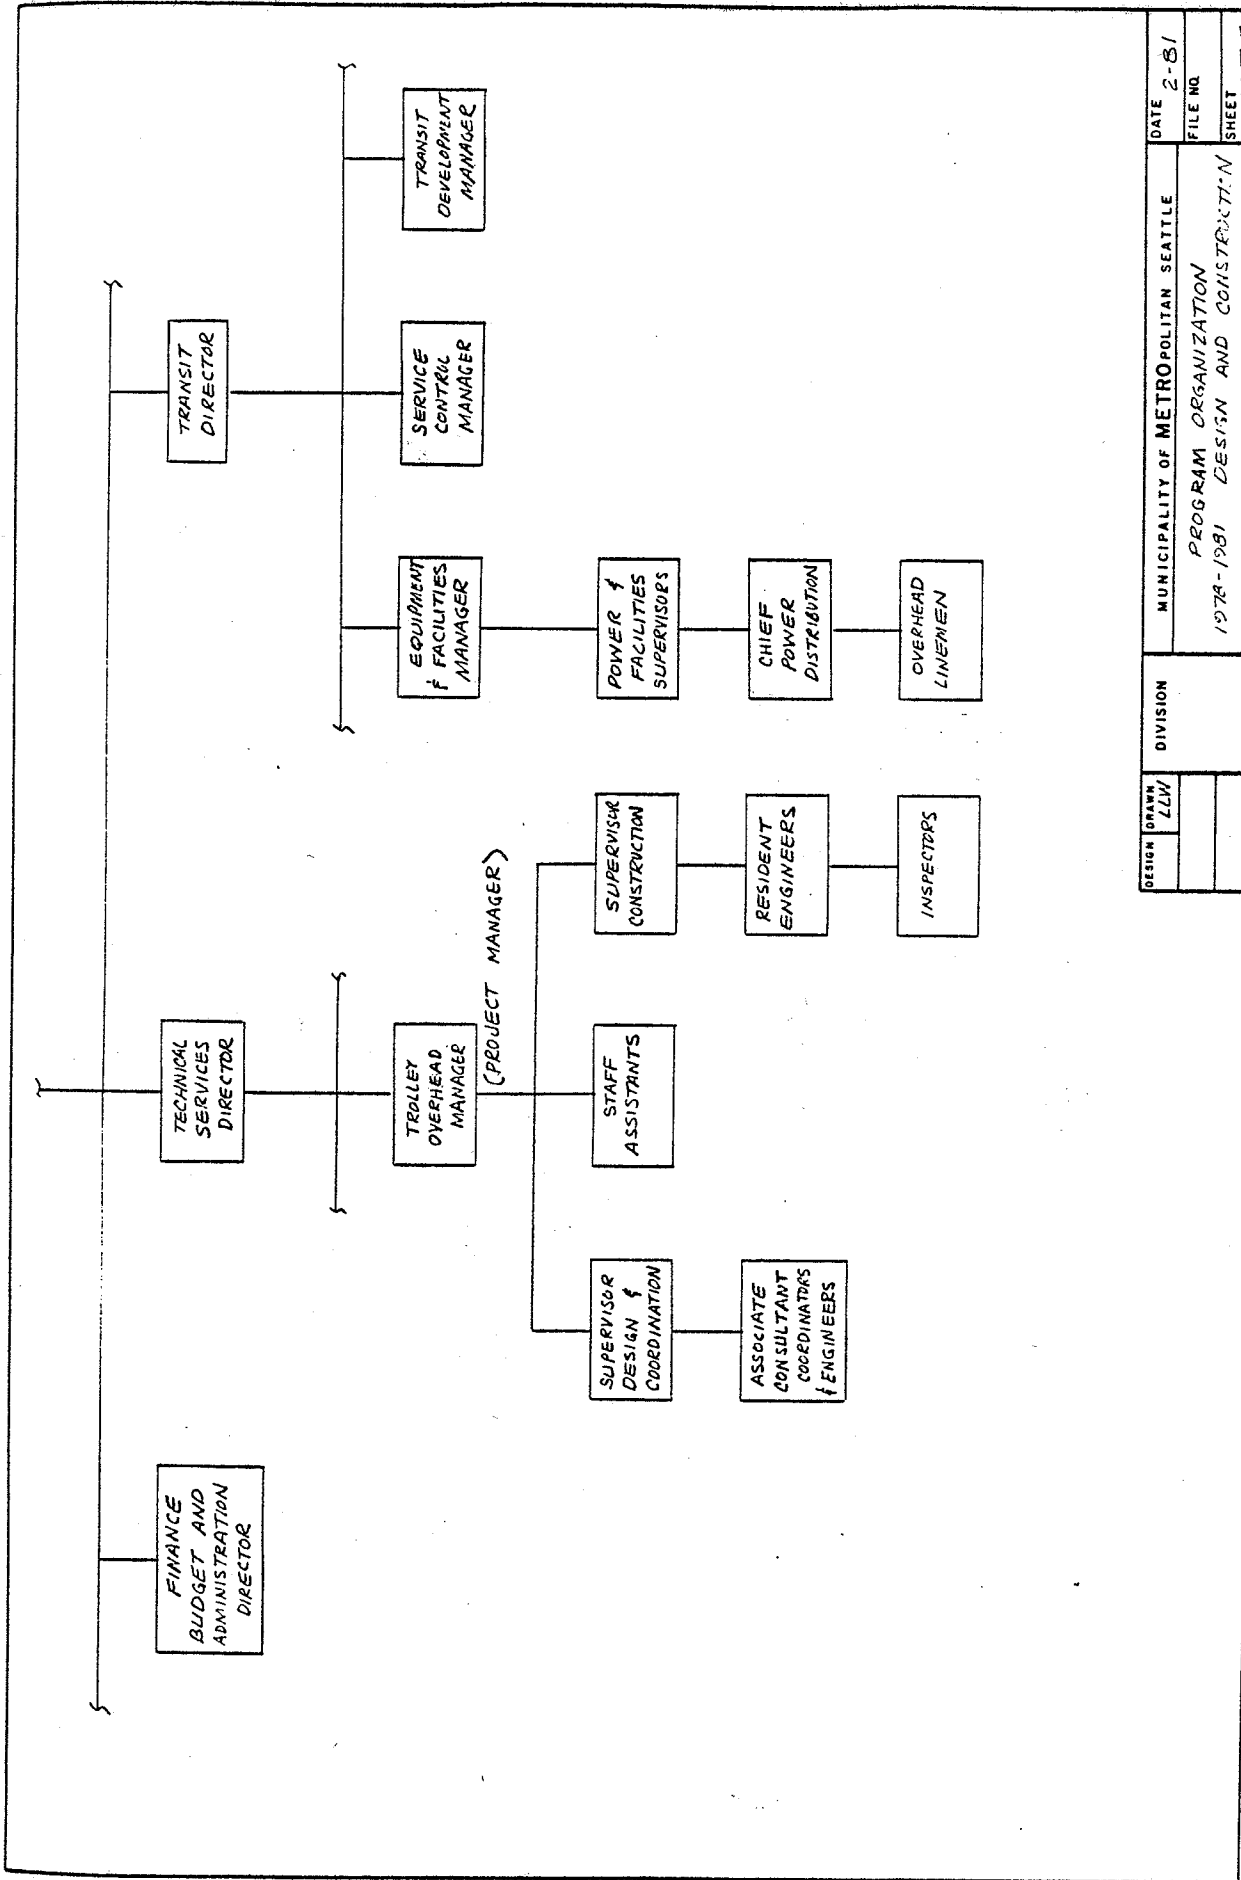 FINANCE
BUDGET AND
ADMINISTRATION
DIRECTOR
TECHNICAL
SERVICES
DIRECTOR
TRANSIT
DIRECTOR
TROLLEY
OVERHEAD
MANAGER
(PROJECT MANAGER)
EQUIPMENT
& FACILITIES
MANAGER
SERVICE
CONTROL
MANAGER
TRANSIT
DEVELOPMENT
MANAGER
SUPERVISOR
DESIGN &
COORDINATION
STAFF
ASSISTANTS
SUPERVISOR
CONSTRUCTION
POWER &
FACILITIES
SUPERVISORS
ASSOCIATE
CONSULTANT
COORDINATORS
& ENGINEERS
RESIDENT
ENGINEERS
CHIEF
POWER
DISTRIBUTION
INSPECTORS
OVERHEAD
LINEMEN
DESIGN
DRAWN
LLW
DIVISION
MUNICIPALITY OF METROPOLITAN SEATTLE
PROGRAM ORGANIZATION
1978-1981 DESIGN AND CONSTRUCTION
DATE
2-81
FILE NO.
SHEET